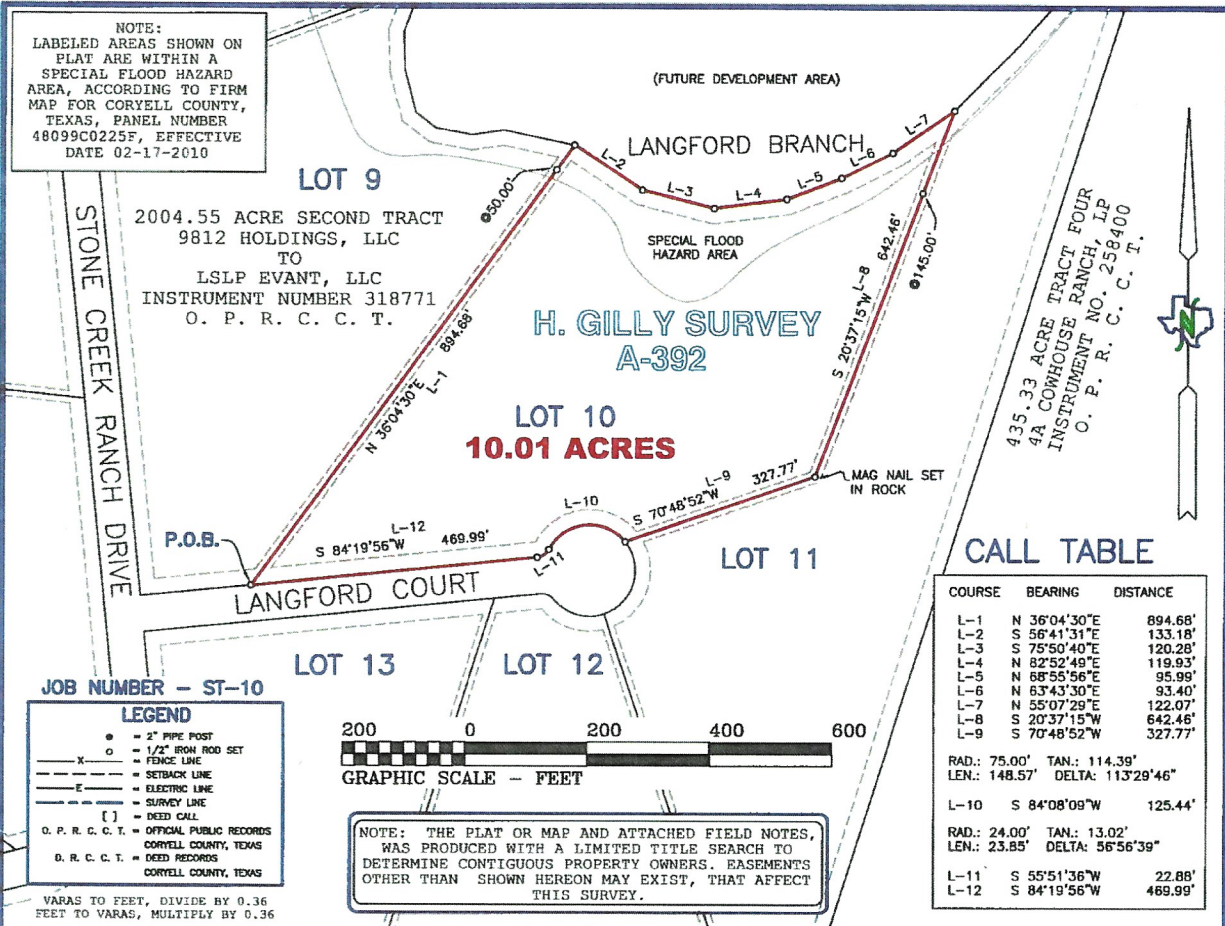 NOTE:
LABELED AREAS SHOWN ON
PLAT ARE WITHIN A
SPECIAL FLOOD HAZARD
AREA, ACCORDING TO FIRM
MAP FOR CORYELL COUNTY,
TEXAS, PANEL NUMBER
48099C0225F, EFFECTIVE
DATE 02-17-2010
(FUTURE DEVELOPMENT AREA)
LANGFORD BRANCH
L-2
L-3
L-4
L-5
L-6
L-7
LOT 9
2004.55 ACRE SECOND TRACT
9812 HOLDINGS, LLC
TO
LSLP EVANT, LLC
INSTRUMENT NUMBER 318771
O. P. R. C. C. T.
@50.00'
SPECIAL FLOOD
HAZARD AREA
L-8 642.46'
S 20°37'15"W
@145.00'
435.33 ACRE TRACT FOUR
4A COWHOUSE RANCH, LP
INSTRUMENT NO. 258400
O. P. R. C. C. T.
N
STONE CREEK RANCH DRIVE
H. GILLY SURVEY
A-392
894.68'
N 36°04'30"E
L-1
LOT 10
10.01 ACRES
L-9
S 70°48'52"W 327.77'
MAG NAIL SET
IN ROCK
L-10
L-11
L-12
S 84°19'56"W 469.99'
P.O.B.
LANGFORD COURT
LOT 11
LOT 13
LOT 12
JOB NUMBER - ST-10
LEGEND
● = 2" PIPE POST
o = 1/2" IRON ROD SET
X = FENCE LINE
= SETBACK LINE
E = ELECTRIC LINE
= SURVEY LINE
[ ] = DEED CALL
O. P. R. C. C. T. = OFFICIAL PUBLIC RECORDS
CORYELL COUNTY, TEXAS
D. R. C. C. T. = DEED RECORDS
CORYELL COUNTY, TEXAS
VARAS TO FEET, DIVIDE BY 0.36
FEET TO VARAS, MULTIPLY BY 0.36
200 0 200 400 600
GRAPHIC SCALE - FEET
NOTE: THE PLAT OR MAP AND ATTACHED FIELD NOTES,
WAS PRODUCED WITH A LIMITED TITLE SEARCH TO
DETERMINE CONTIGUOUS PROPERTY OWNERS. EASEMENTS
OTHER THAN SHOWN HEREON MAY EXIST, THAT AFFECT
THIS SURVEY.
CALL TABLE
COURSE BEARING DISTANCE
L-1 N 36°04'30"E 894.68'
L-2 S 56°41'31"E 133.18'
L-3 S 75°50'40"E 120.28'
L-4 N 82°52'49"E 119.93'
L-5 N 68°55'56"E 95.99'
L-6 N 63°43'30"E 93.40'
L-7 N 55°07'29"E 122.07'
L-8 S 20°37'15"W 642.46'
L-9 S 70°48'52"W 327.77'
RAD.: 75.00' TAN.: 114.39'
LEN.: 148.57' DELTA: 113°29'46"
L-10 S 84°08'09"W 125.44'
RAD.: 24.00' TAN.: 13.02'
LEN.: 23.85' DELTA: 56°56'39"
L-11 S 55°51'36"W 22.88'
L-12 S 84°19'56"W 469.99'